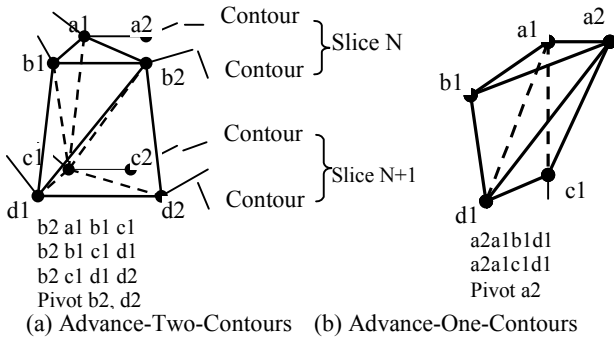 a1 a2
Contour
Slice N
b1 b2
Contour
c1 c2
Contour
Slice N+1
Contour
d1 d2
b2 a1 b1 c1
b2 b1 c1 d1
b2 c1 d1 d2
Pivot b2, d2
(a) Advance-Two-Contours
a1 a2
b1
c1
d1
a2a1b1d1
a2a1c1d1
Pivot a2
(b) Advance-One-Contours